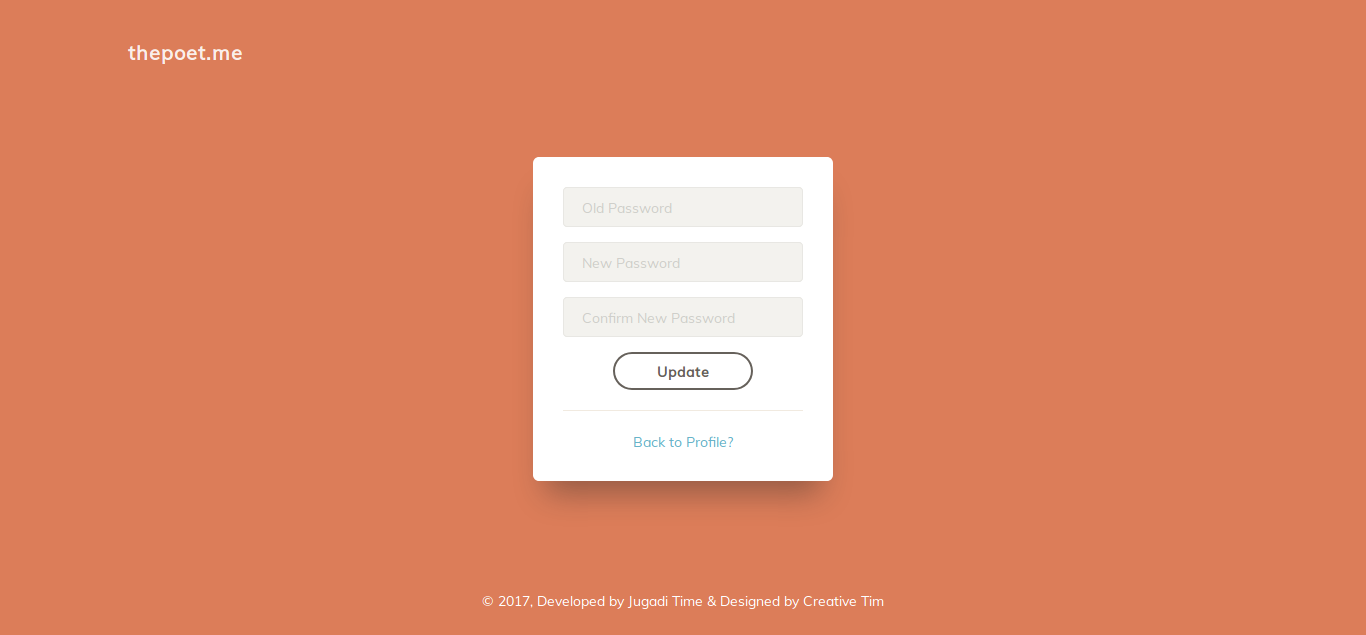 thepoet.me
Old Password
New Password
Confirm New Password
Update
Back to Profile?
© 2017, Developed by Jugadi Time & Designed by Creative Tim